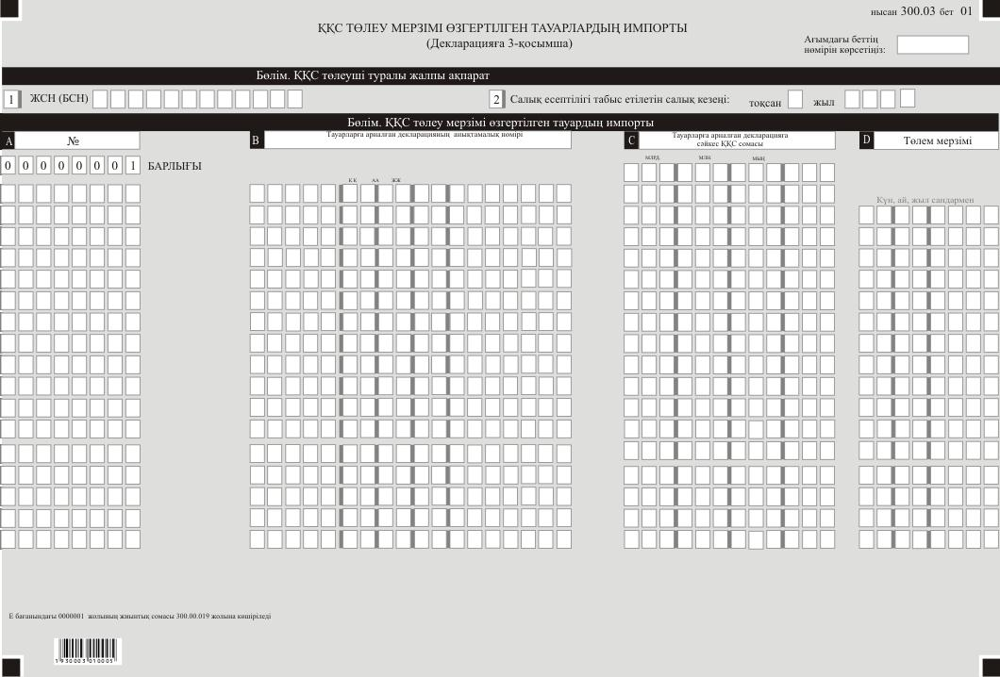 нысан 300.03 бет 01
ҚҚС ТӨЛЕУ МЕРЗІМІ ӨЗГЕРТІЛГЕН ТАУАРЛАРДЫҢ ИМПОРТЫ
(Декларацияға 3-қосымша)
Ағымдағы беттің
нөмірін көрсетіңіз:
Бөлім. ҚҚС төлеуші туралы жалпы ақпарат
1 ЖСН (БСН)
2 Салық есептілігі табыс етілетін салық кезеңі: тоқсан жыл
Бөлім. ҚҚС төлеу мерзімі өзгертілген тауардың импорты
A №
B Тауарларға арналған декларацияның анықтамалық нөмірі
C Тауарларға арналған декларацияға
сәйкес ҚҚС сомасы
D Төлем мерзімі
МЛРД. МЛН. МЫҢ
0 0 0 0 0 0 0 1 БАРЛЫҒЫ
К К АА ЖЖ
Күн, ай, жыл сандармен
Е бағанындағы 0000001 жолының жиынтық сомасы 300.00.019 жолына көшіріледі
1 930003 010005